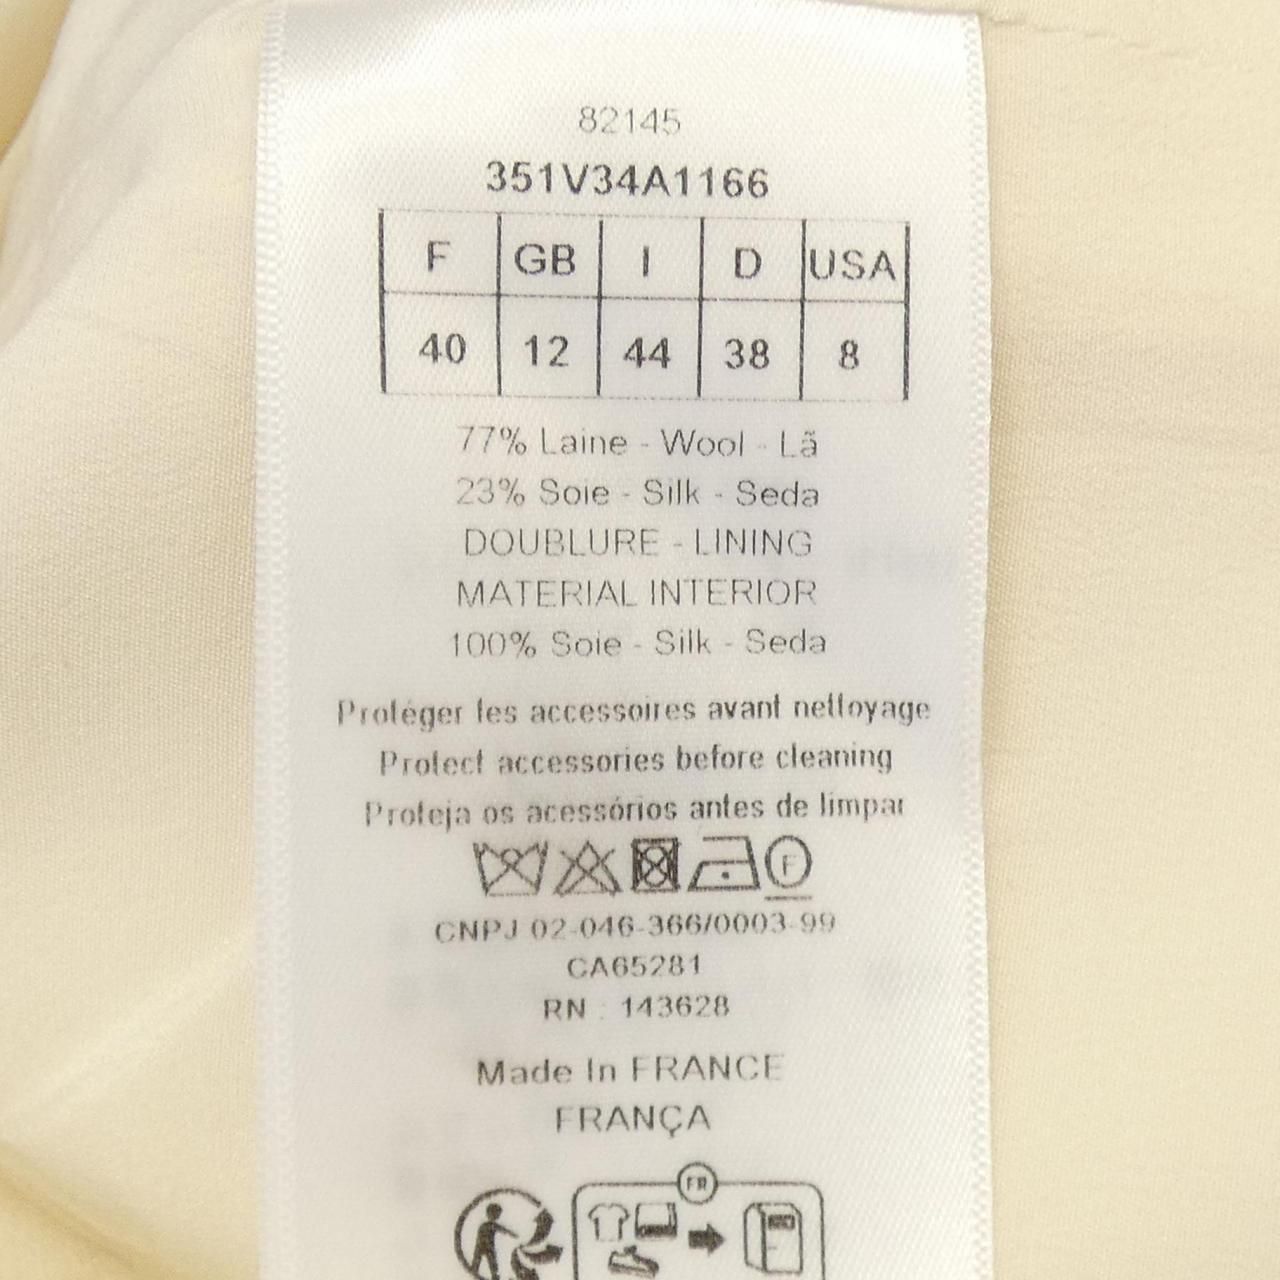 82145
351V34A1166
F GB I D USA
40 12 44 38 8
77% Laine - Wool - Lã
23% Soie - Silk - Seda
DOUBLURE - LINING
MATERIAL INTERIOR
100% Soie - Silk - Seda
Protéger les accessoires avant nettoyage
Protect accessories before cleaning
Proteja os acessórios antes de limpar
F
CNPJ 02-046-366/0003-99
CA65281
RN : 143628
Made In FRANCE
FRANÇA
FR